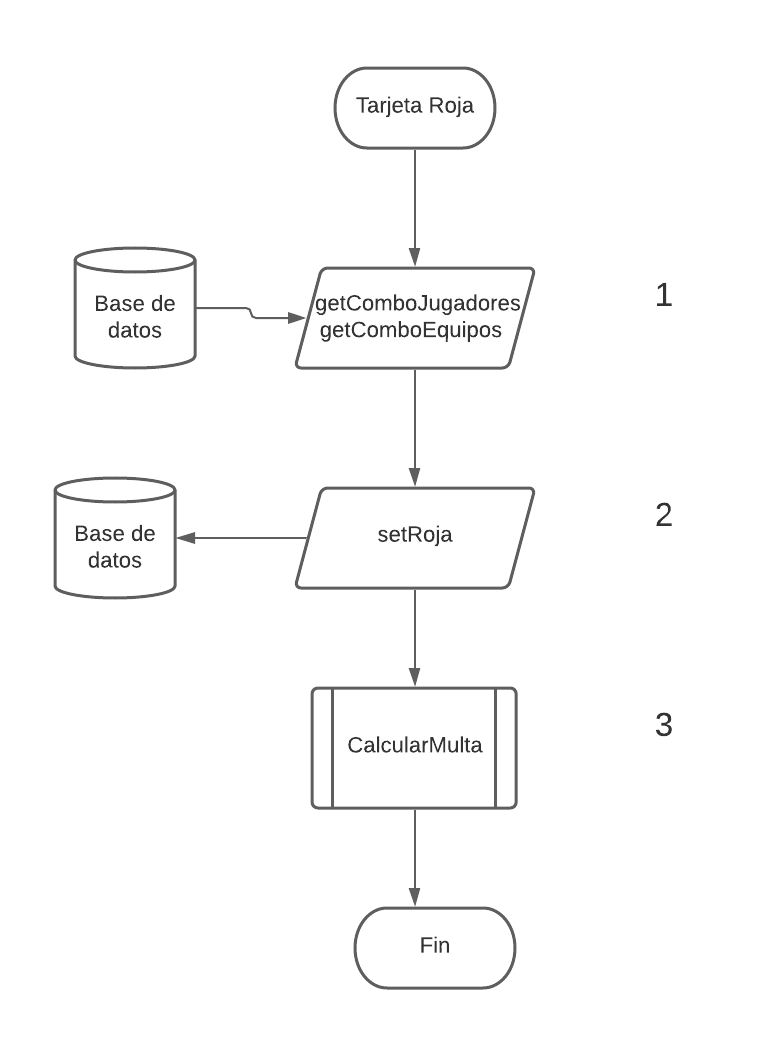 Tarjeta Roja
Base de
datos
getComboJugadores
getComboEquipos
1
Base de
datos
setRoja
2
CalcularMulta
3
Fin